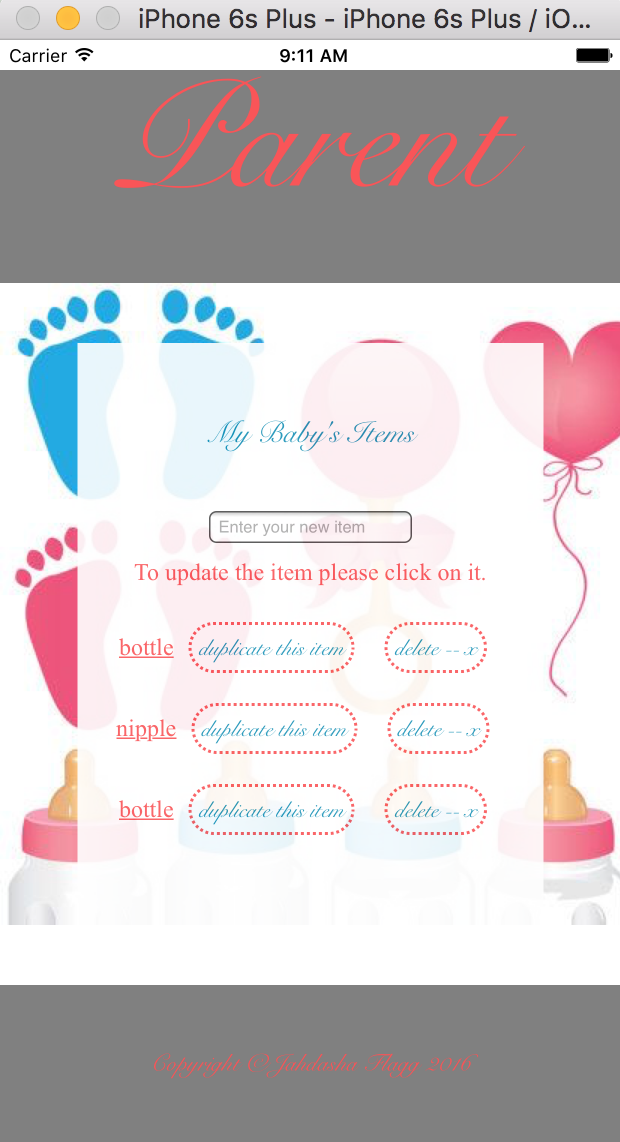 iPhone 6s Plus - iPhone 6s Plus / iO...
Carrier 9:11 AM
Parent
My Baby's Items
Enter your new item
To update the item please click on it.
bottle duplicate this item delete -- x
nipple duplicate this item delete -- x
bottle duplicate this item delete -- x
Copyright © Flagg 2016